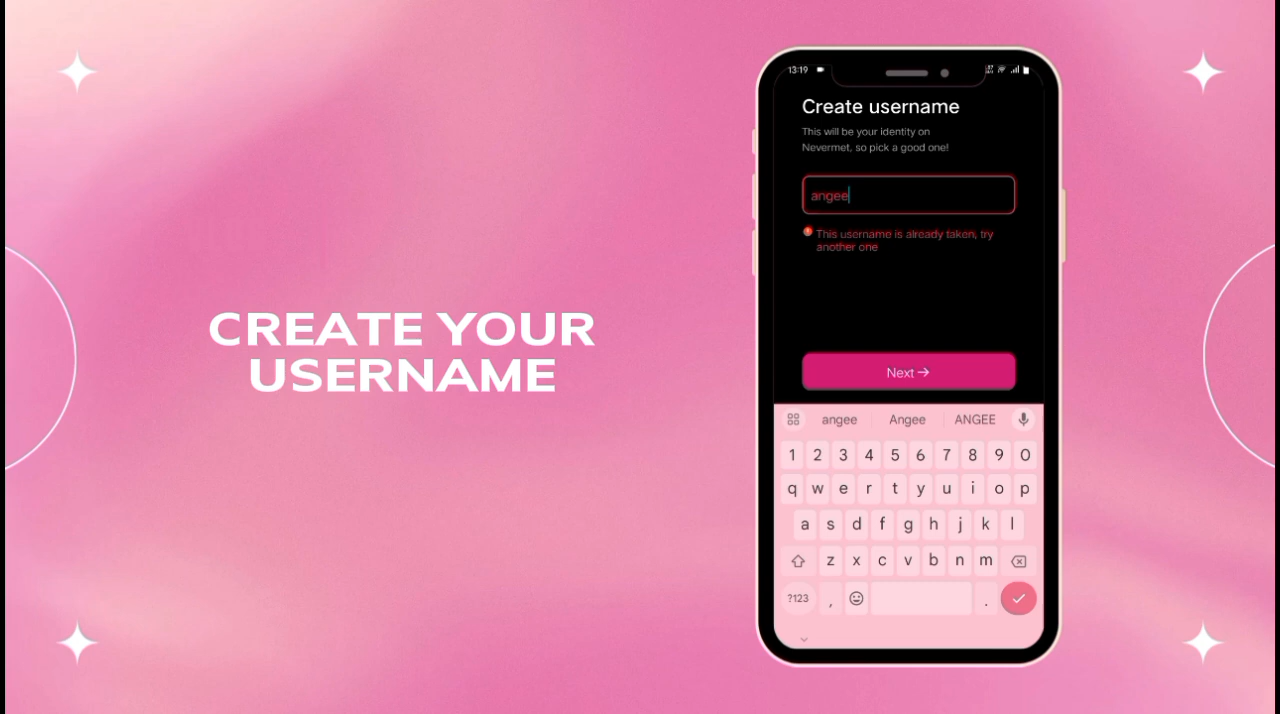 CREATE YOUR
USERNAME
13:19
Create username
This will be your identity on
Nevermet, so pick a good one!
angee
This username is already taken, try
another one
Next →
angee Angee ANGEE
1 2 3 4 5 6 7 8 9 0
q w e r t y u i o p
a s d f g h j k l
z x c v b n m
?123 , .